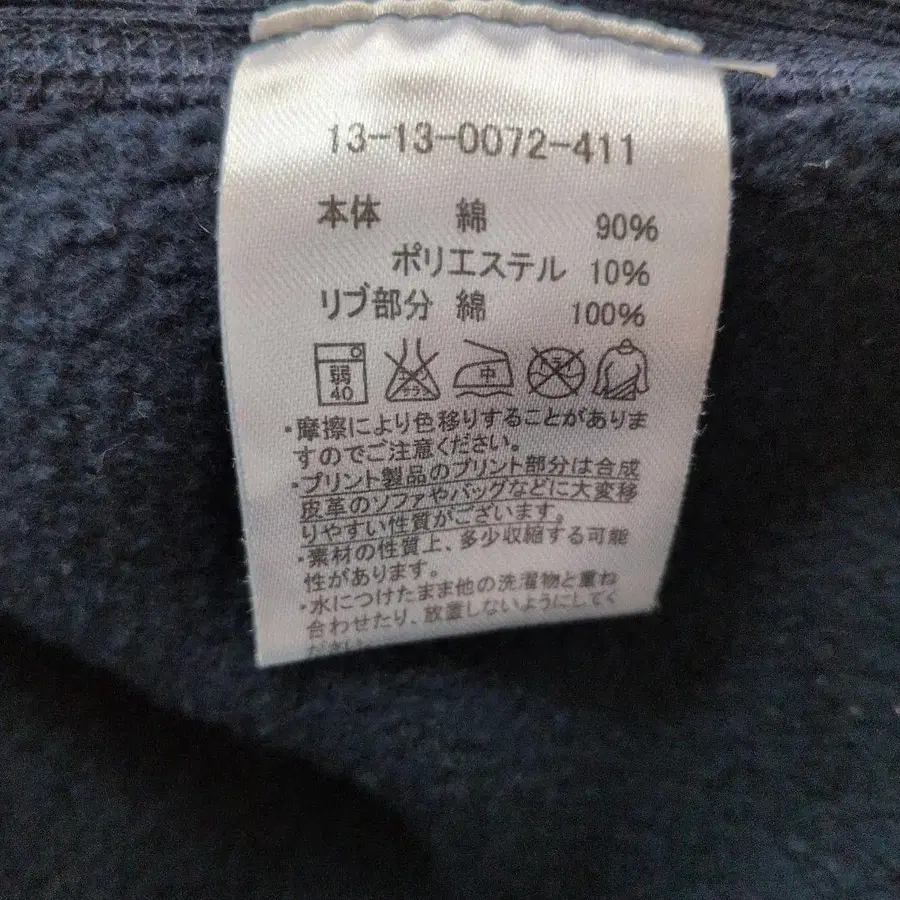 13-13-0072-411
本体 綿 90%
ポリエステル 10%
リブ部分 綿 100%
弱 中 ドライ
40
・摩擦により色移りすることがありま
すのでご注意ください。
・プリント製品のプリント部分は合成
皮革のソファやバッグなどに大変移
りやすい性質がございます。
・素材の性質上、多少収縮する可能
性があります。
・水につけたまま他の洗濯物と重ね
合わせたり、放置しないようにしてく
ださい